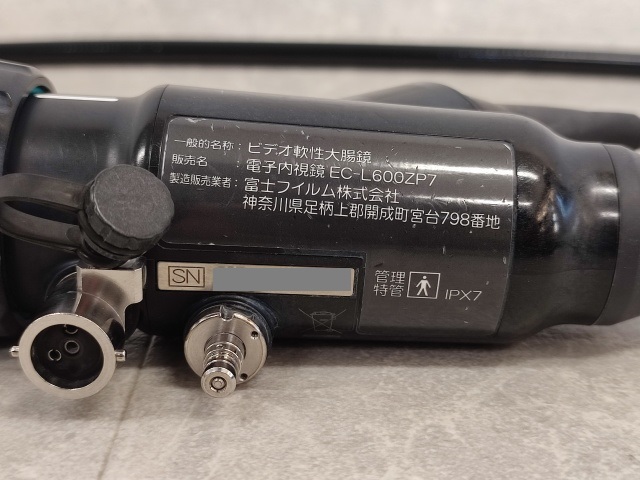 一般的名称：ビデオ軟性大腸鏡
販売名：電子内視鏡 EC-L600ZP7
製造販売業者：富士フイルム株式会社
神奈川県足柄上郡開成町宮台798番地
SN
管理
特管
IPX7